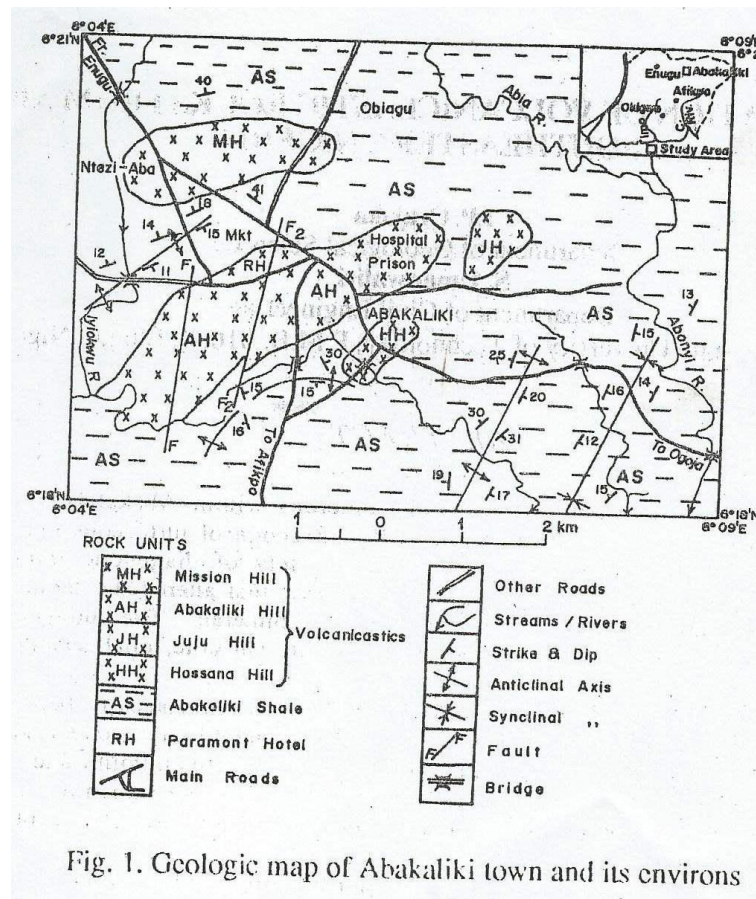 6°04'E
6°09'E
6°21'N
Fr. Enugu
40
AS
Obiagu
Abia R.
Enugu
Abakaliki
Afikpo
Okigwe
Study Area
MH
Ntezi-Aba
AS
18
41
14
15
Mkt
F2
Hospital
Prison
JH
12
11
F
RH
AH
ABAKALIKI
HH
13
Iyiokwu R.
AH
30
25
15
Abonyi R.
F2
15
15
20
16
14
16
30
31
12
To Ogoja
F
AS
To Afikpo
AS
19
17
15
AS
6°18'N
6°18'N
6°04'E
1 0 1 2 km
6°09'E
ROCK UNITS
MH Mission Hill
AH Abakaliki Hill
JH Juju Hill
HH Hossana Hill
Volcanicastics
AS Abakaliki Shale
RH Paramont Hotel
Main Roads
Other Roads
Streams / Rivers
Strike & Dip
Anticlinal Axis
Synclinal ,,
F F Fault
Bridge
Fig. 1. Geologic map of Abakaliki town and its environs